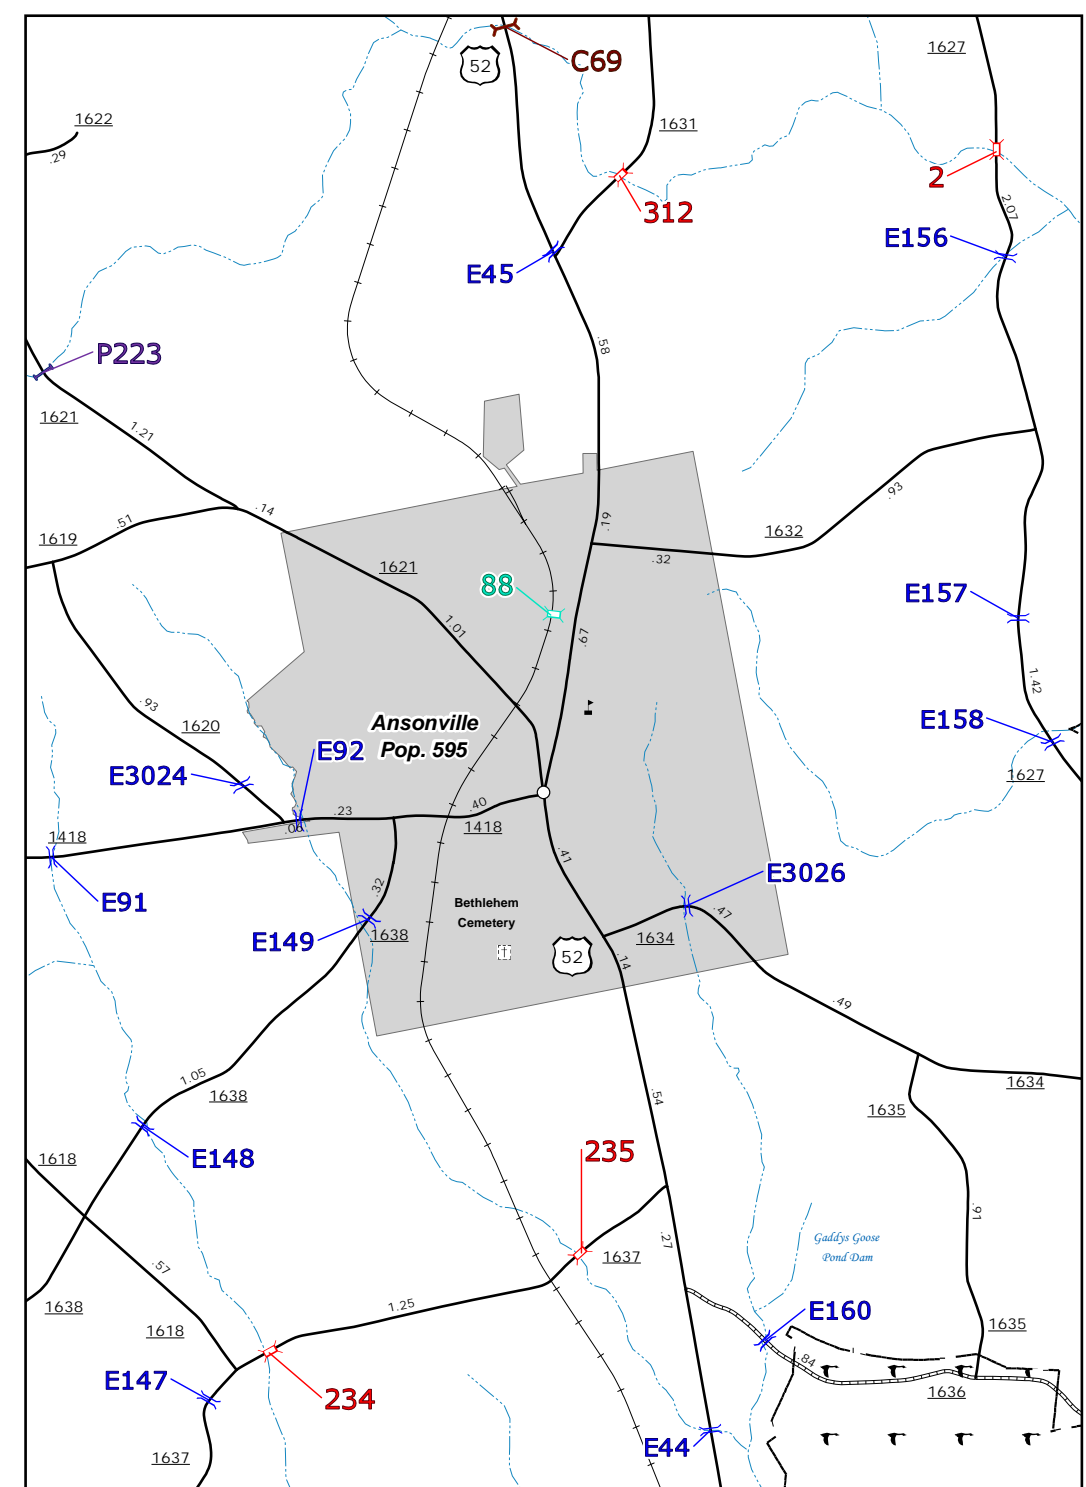 C69
52
1627
1622
.29
1631
2
312
2.07
E156
E45
P223
.58
1621
1.21
.93
.14
.51
.19
1632
1619
.32
1621
88
E157
1.01
.67
1.42
.93
Ansonville
Pop. 595
1620
E92
E158
E3024
1627
.23
.40
.06
1418
1418
.41
E3026
E91
.32
Bethlehem
Cemetery
.47
E149
1638
1634
52
.14
.49
1.05
1638
.54
1634
1635
1618
E148
235
.91
.27
Gaddys Goose
Pond Dam
1637
.57
1638
1.25
E160
1618
1635
.84
E147
234
1636
E44
1637